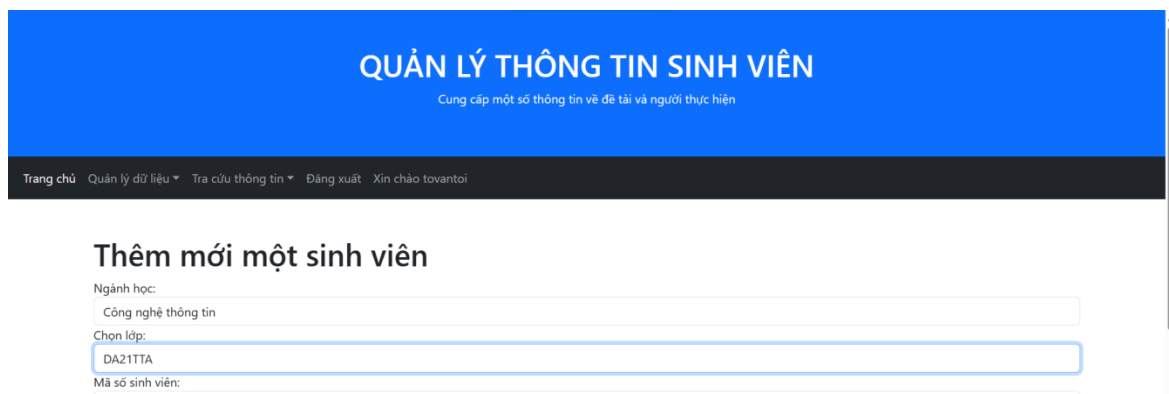 QUẢN LÝ THÔNG TIN SINH VIÊN
Cung cấp một số thông tin về đề tài và người thực hiện
Trang chủ Quản lý dữ liệu Tra cứu thông tin Đăng xuất Xin chào tovantoi
Thêm mới một sinh viên
Ngành học:
Công nghệ thông tin
Chọn lớp:
DA21TTA
Mã số sinh viên: